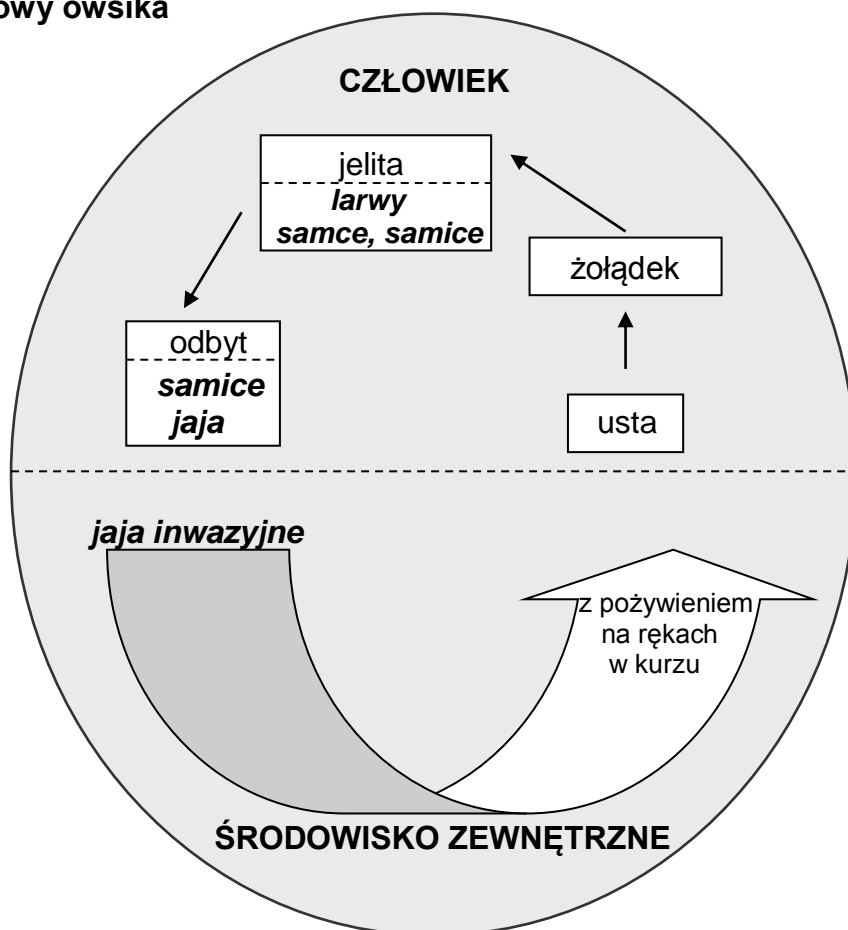 owy owsika
CZŁOWIEK
jelita
larwy
samce, samice
żołądek
odbyt
samice
jaja
usta
jaja inwazyjne
z pożywieniem
na rękach
w kurzu
ŚRODOWISKO ZEWNĘTRZNE